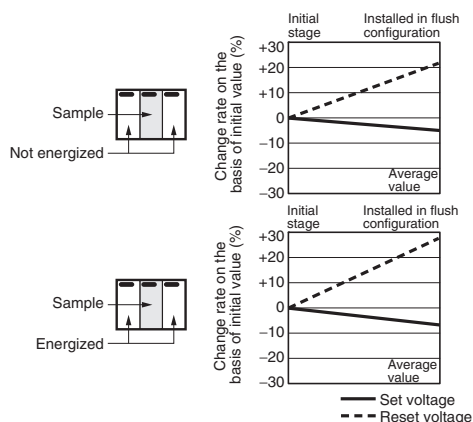 Initial stage
Installed in flush configuration
Change rate on the basis of initial value (%)
+30
+20
+10
0
−10
−20
−30
Average value
Sample
Not energized
Initial stage
Installed in flush configuration
Change rate on the basis of initial value (%)
+30
+20
+10
0
−10
−20
−30
Average value
Sample
Energized
Set voltage
Reset voltage